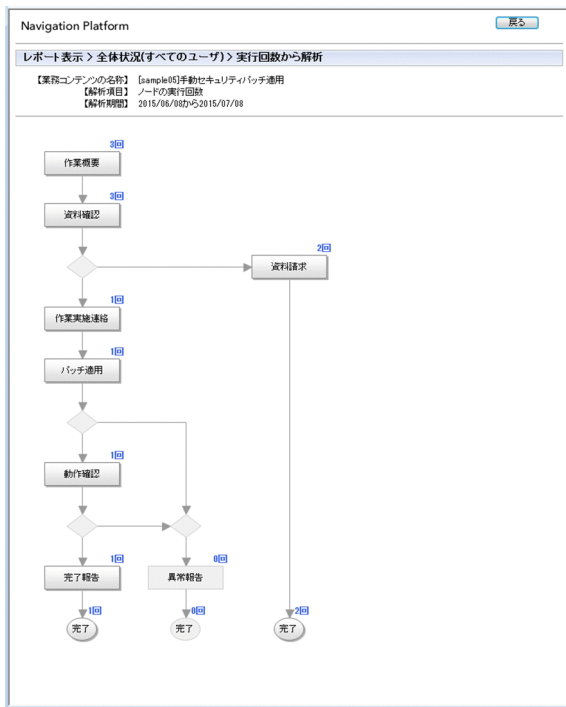 Navigation Platform
戻る
レポート表示 > 全体状況(すべてのユーザ) > 実行回数から解析
【業務コンテンツの名称】 [sample05]手動セキュリティパッチ適用
【解析項目】 ノードの実行回数
【解析期間】 2015/06/08から2015/07/08
3回
作業概要
3回
資料確認
2回
資料請求
1回
作業実施連絡
1回
パッチ適用
1回
動作確認
1回
完了報告
0回
異常報告
1回
完了
0回
完了
2回
完了